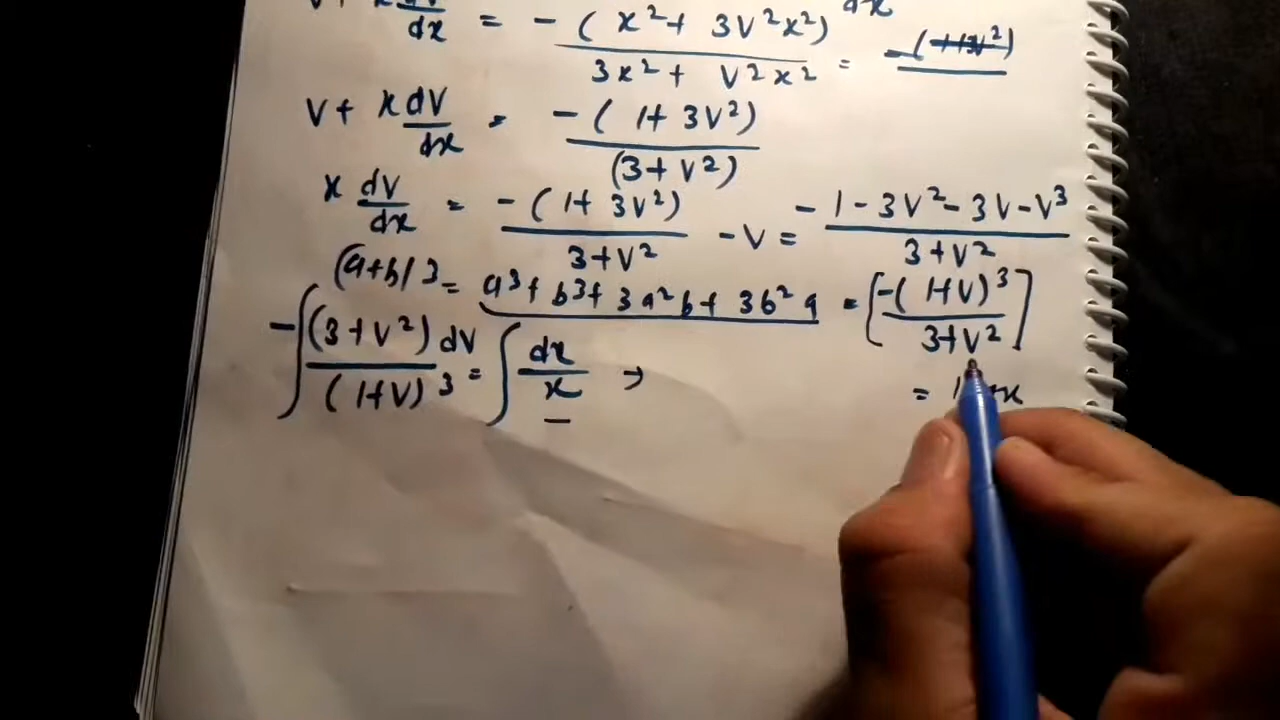 V + x dV/dx = -(x² + 3V²x²)/(3x² + V²x²) = dx
V + x dV/dx = -(1 + 3V²)/(3 + V²)
x dV/dx = -(1 + 3V²)/(3 + V²) - V = (-1 - 3V² - 3V - V³)/(3 + V²)
(a+b)3 = a³ + b³ + 3a²b + 3b²a = [-(1+V)³/(3+V²)]
-∫ (3 + V²)/(1+V)3 dV = ∫ dx/x →
=